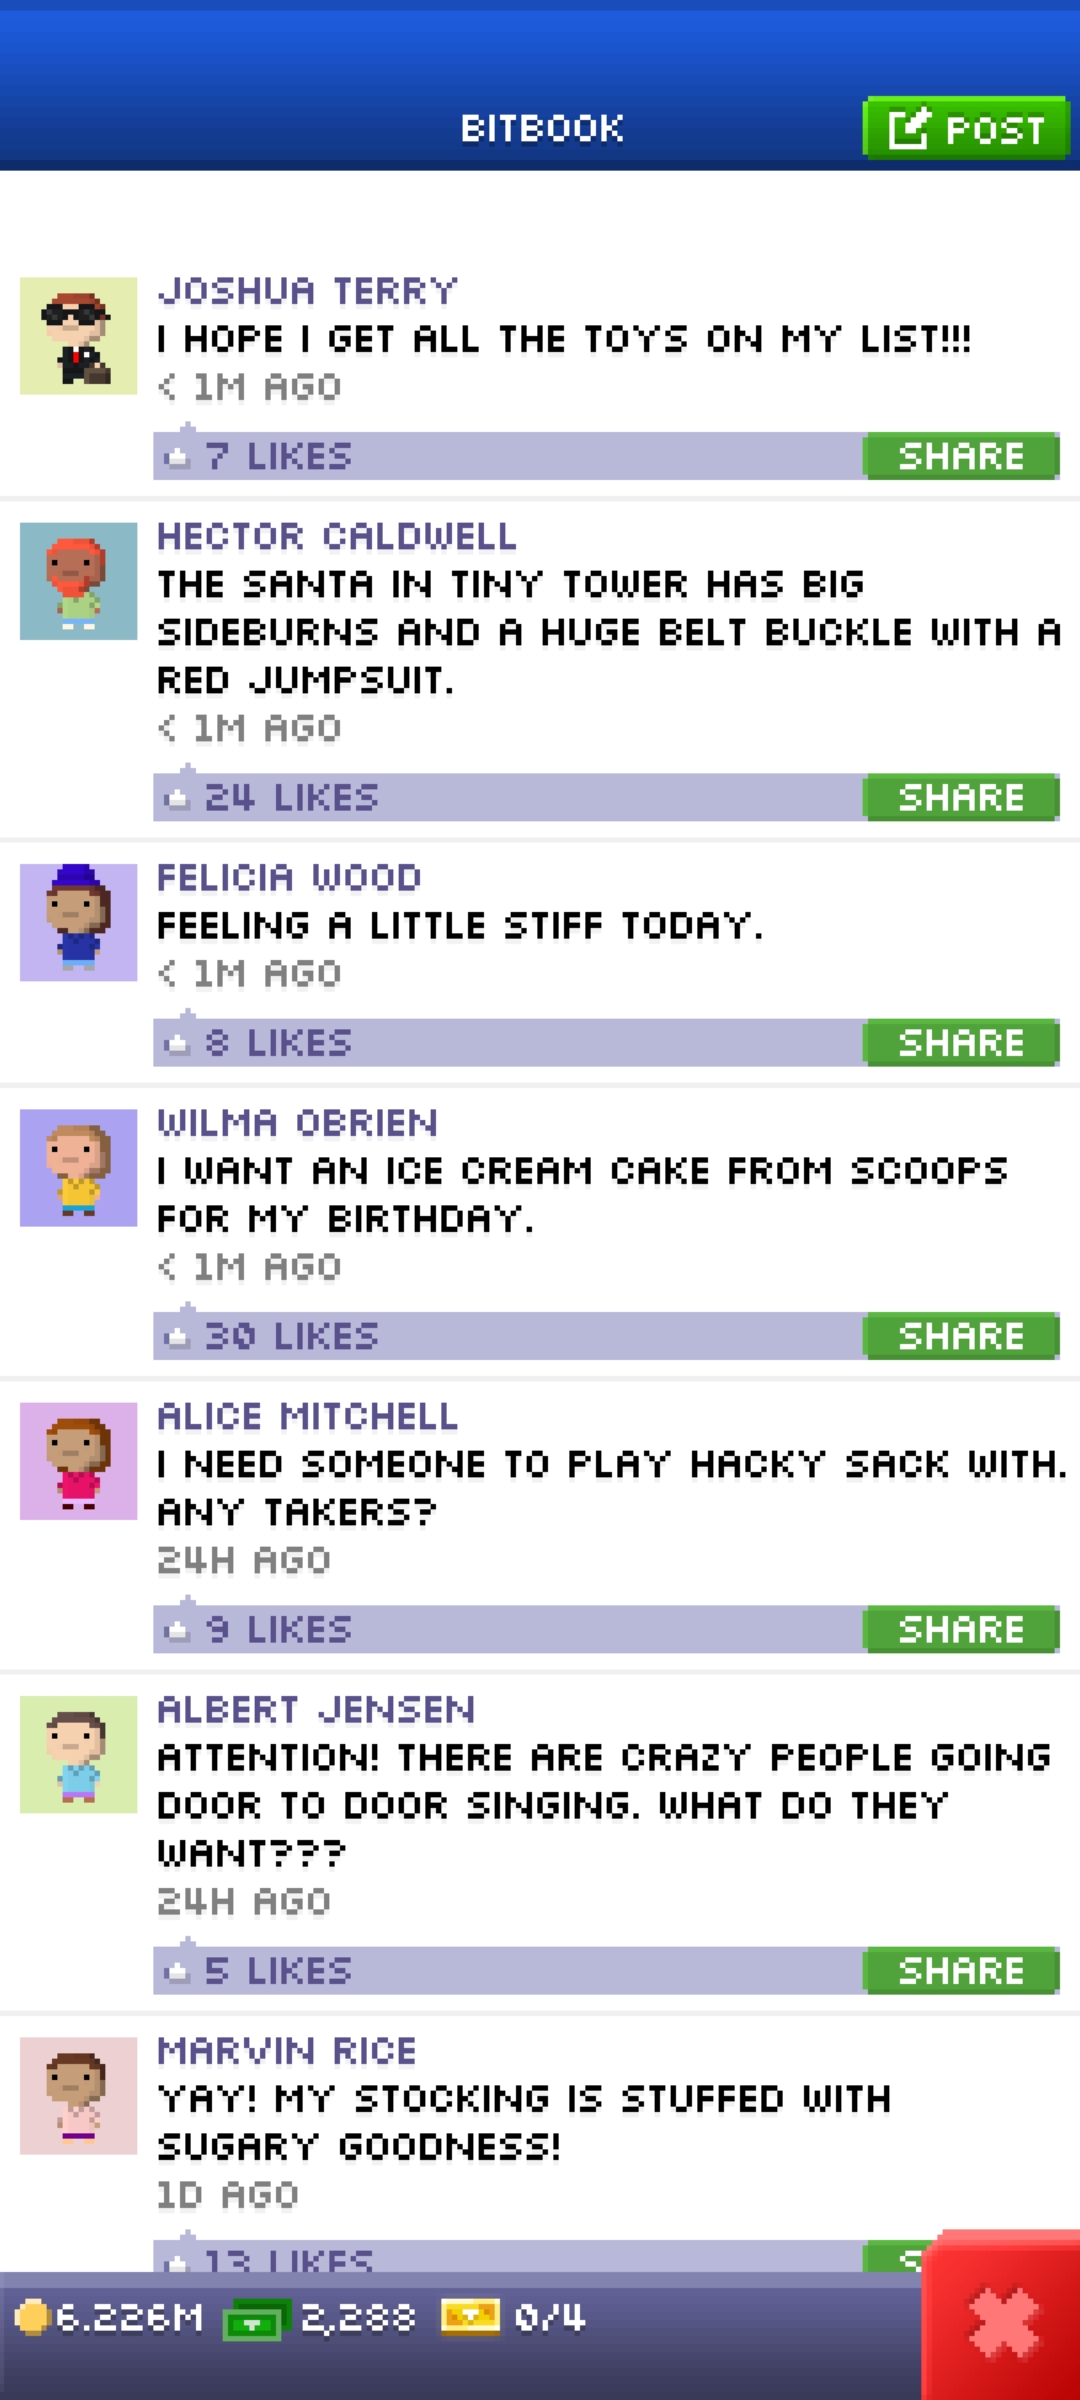 BITBOOK
POST
JOSHUA TERRY
I HOPE I GET ALL THE TOYS ON MY LIST!!!
< 1M AGO
7 LIKES
SHARE
HECTOR CALDWELL
THE SANTA IN TINY TOWER HAS BIG
SIDEBURNS AND A HUGE BELT BUCKLE WITH A
RED JUMPSUIT.
< 1M AGO
24 LIKES
SHARE
FELICIA WOOD
FEELING A LITTLE STIFF TODAY.
< 1M AGO
8 LIKES
SHARE
WILMA OBRIEN
I WANT AN ICE CREAM CAKE FROM SCOOPS
FOR MY BIRTHDAY.
< 1M AGO
30 LIKES
SHARE
ALICE MITCHELL
I NEED SOMEONE TO PLAY HACKY SACK WITH.
ANY TAKERS?
24H AGO
9 LIKES
SHARE
ALBERT JENSEN
ATTENTION! THERE ARE CRAZY PEOPLE GOING
DOOR TO DOOR SINGING. WHAT DO THEY
WANT???
24H AGO
5 LIKES
SHARE
MARVIN RICE
YAY! MY STOCKING IS STUFFED WITH
SUGARY GOODNESS!
1D AGO
13 LIKES
6.226M 2,288 0/4